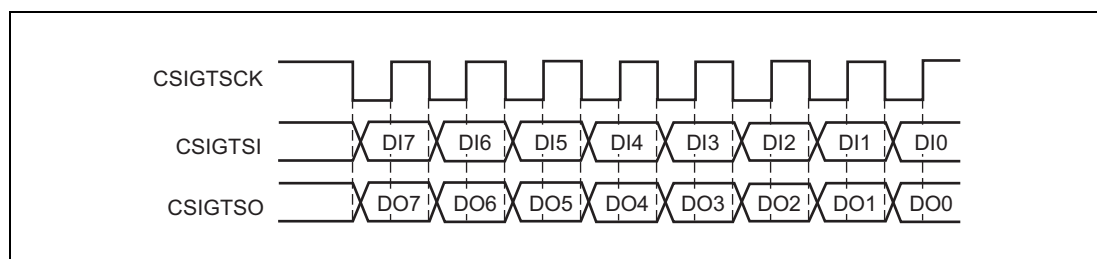 CSIGTSCK
CSIGTSI DI7 DI6 DI5 DI4 DI3 DI2 DI1 DI0
CSIGTSO DO7 DO6 DO5 DO4 DO3 DO2 DO1 DO0